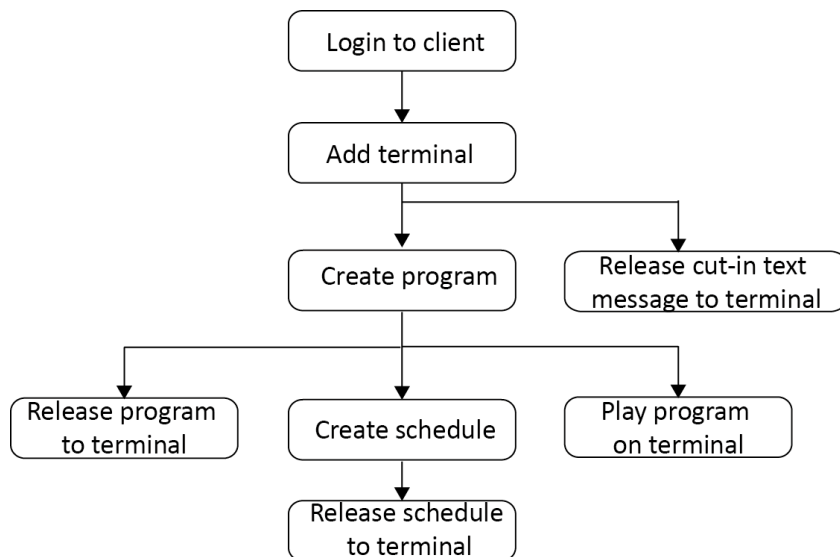 Login to client
Add terminal
Create program
Release cut-in text
message to terminal
Release program
to terminal
Create schedule
Play program
on terminal
Release schedule
to terminal